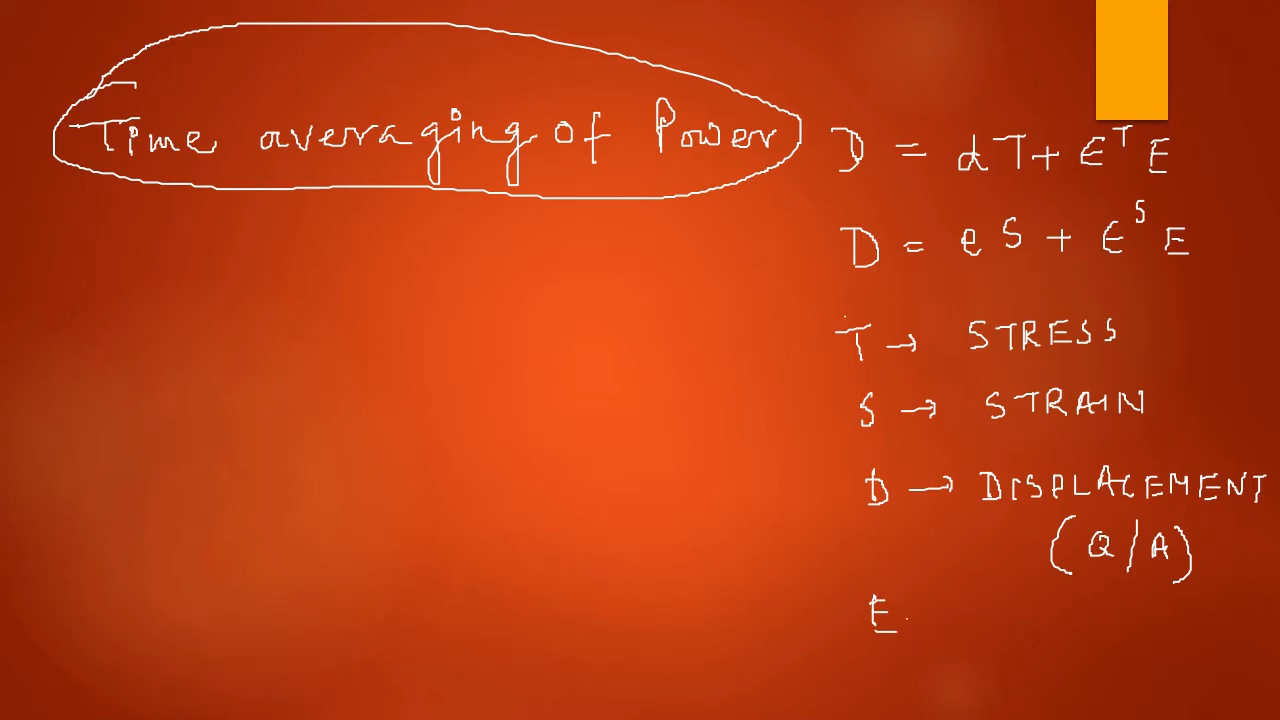 Time averaging of Power
D = dT + ϵ^T E
D = eS + ϵ^S E
T → STRESS
S → STRAIN
D → DISPLACEMENT
(Q/A)
E